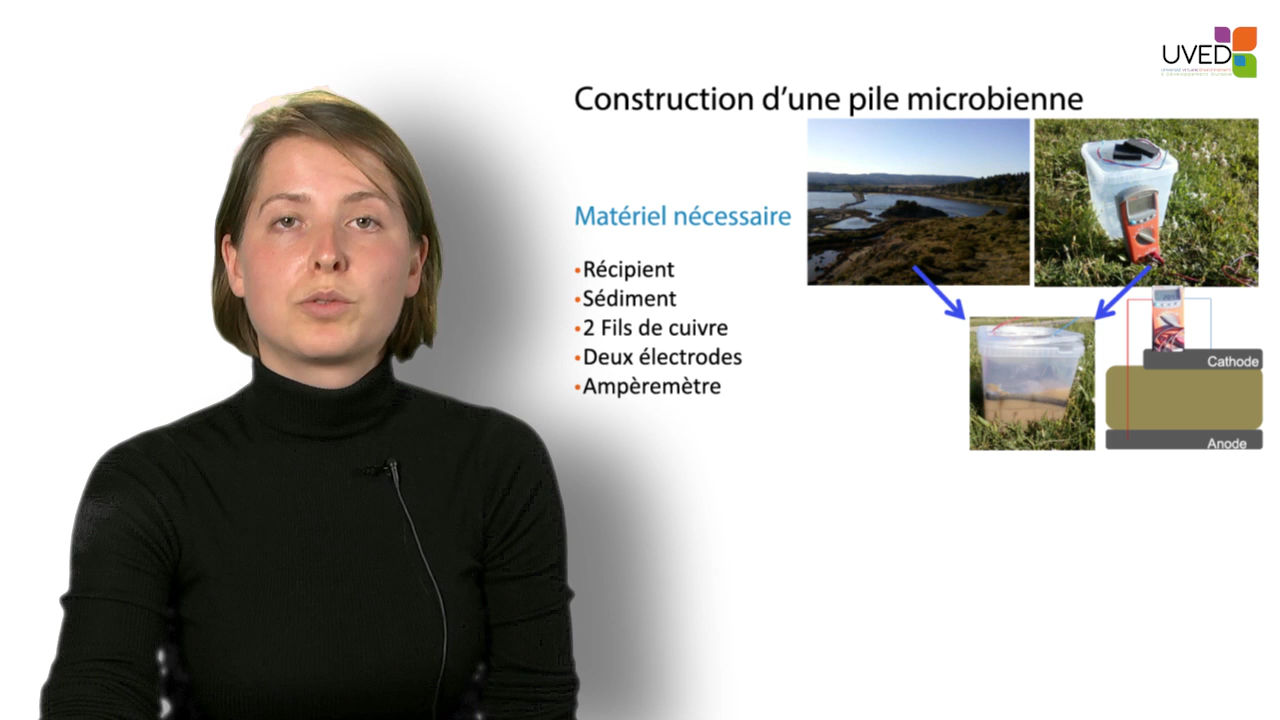 UVED
Construction d’une pile microbienne
Matériel nécessaire
•Récipient
•Sédiment
•2 Fils de cuivre
•Deux électrodes
•Ampèremètre
Cathode
Anode